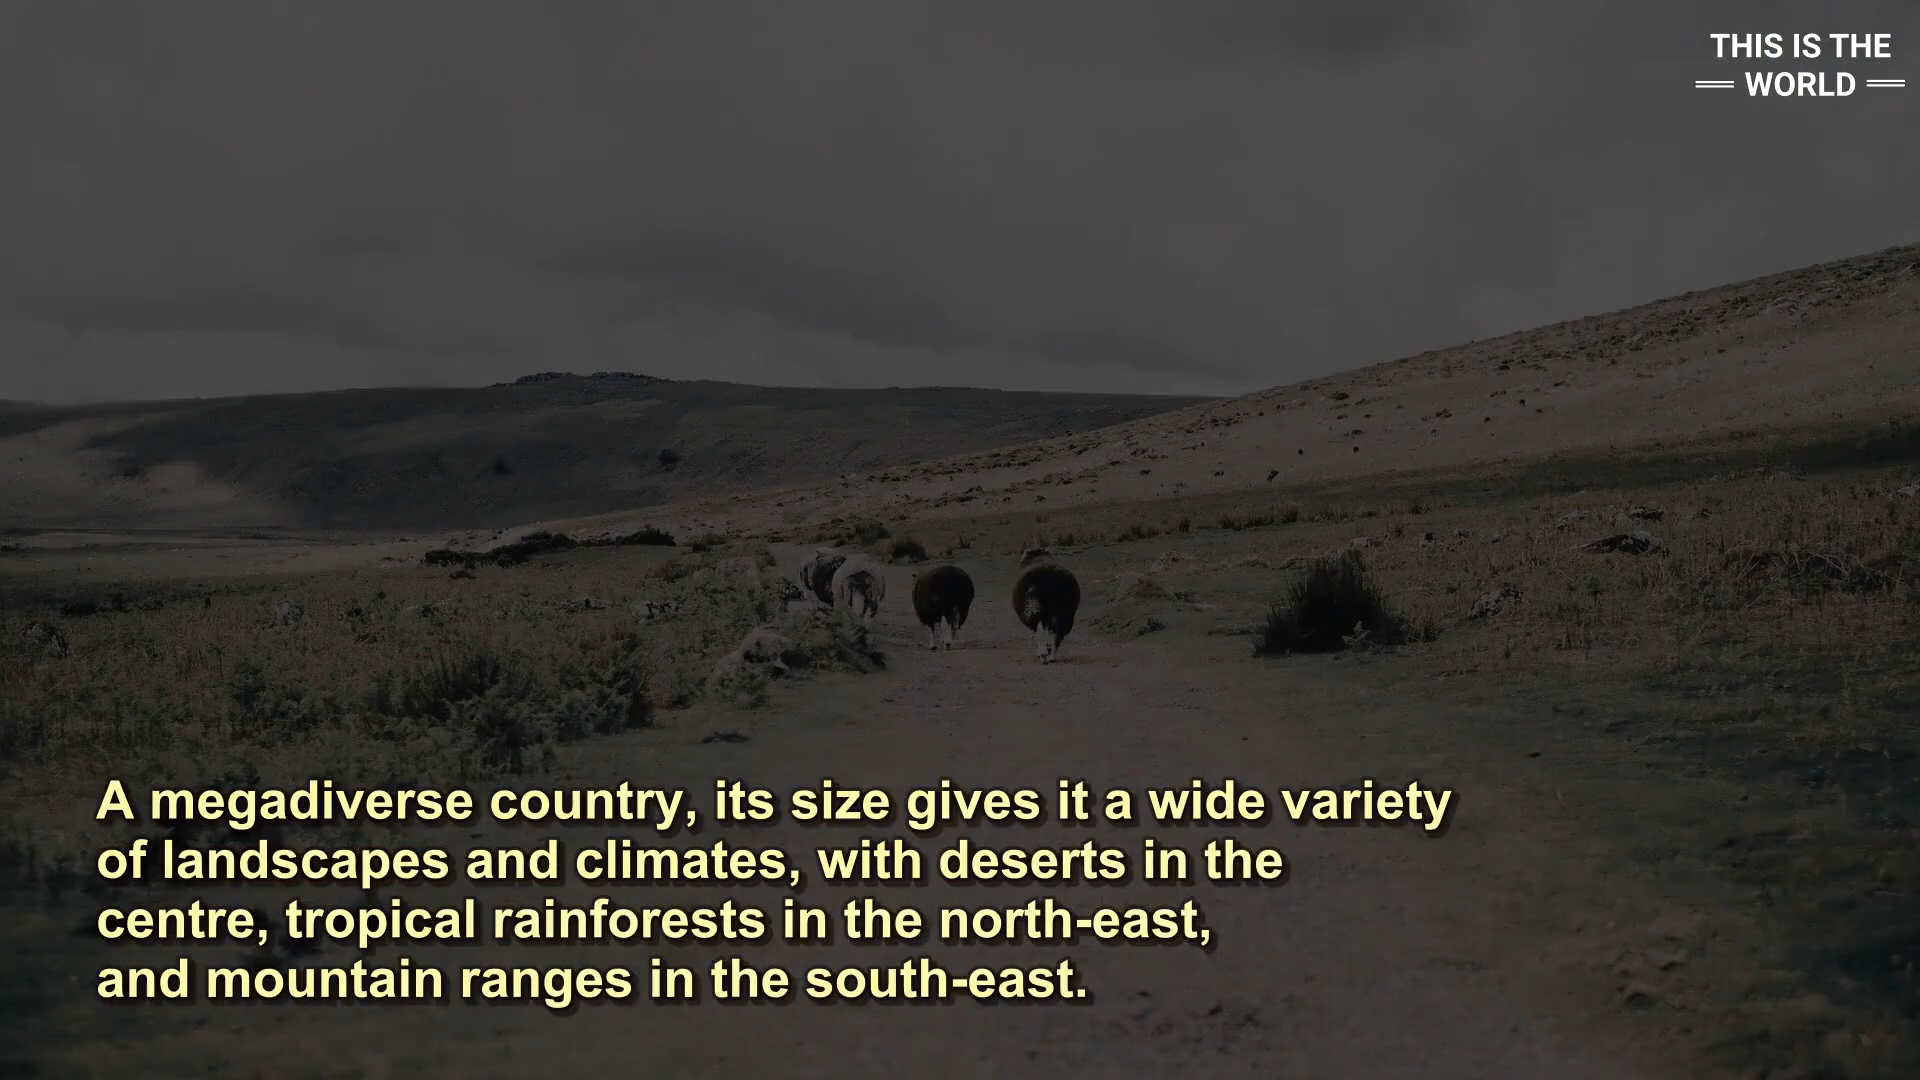 THIS IS THE
WORLD
A megadiverse country, its size gives it a wide variety
of landscapes and climates, with deserts in the
centre, tropical rainforests in the north-east,
and mountain ranges in the south-east.